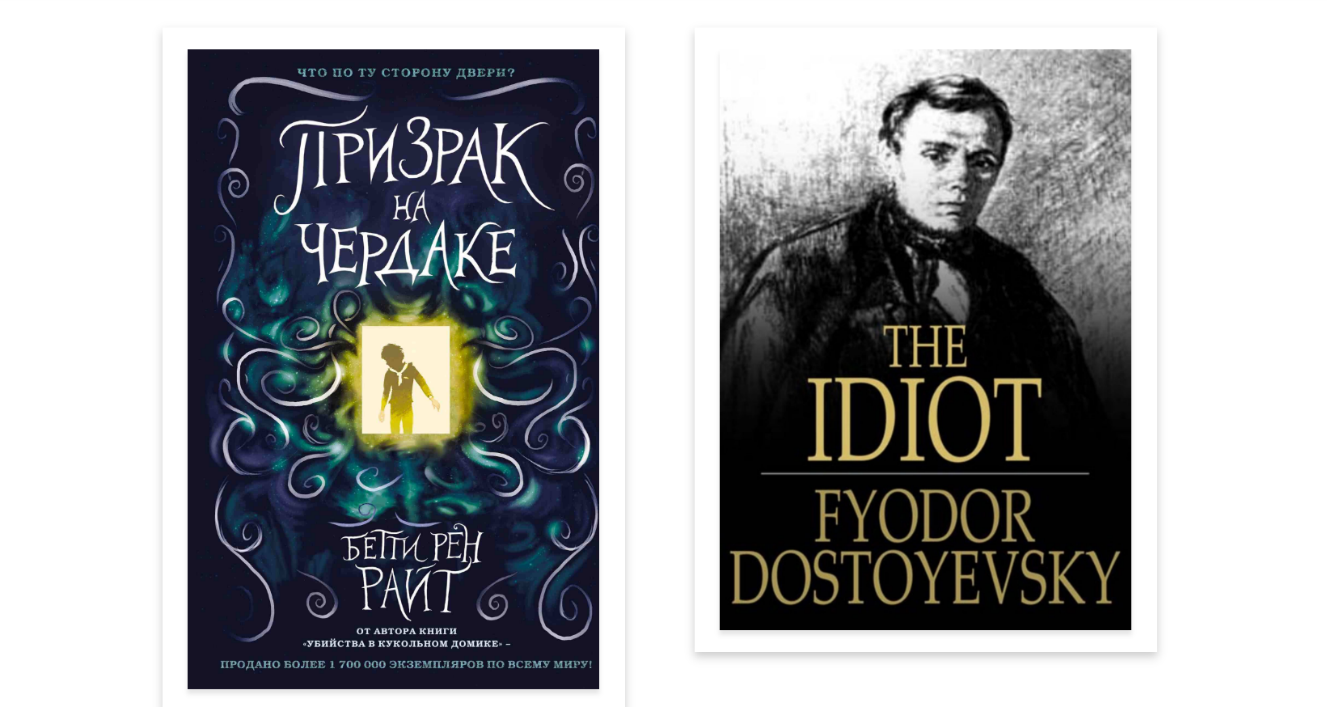 ЧТО ПО ТУ СТОРОНУ ДВЕРИ?
ПРИЗРАК
НА
ЧЕРДАКЕ
БЕТТИ РЕН
РАЙТ
ОТ АВТОРА КНИГИ
«УБИЙСТВА В КУКОЛЬНОМ ДОМИКЕ» –
ПРОДАНО БОЛЕЕ 1 700 000 ЭКЗЕМПЛЯРОВ ПО ВСЕМУ МИРУ!
THE
IDIOT
FYODOR
DOSTOYEVSKY